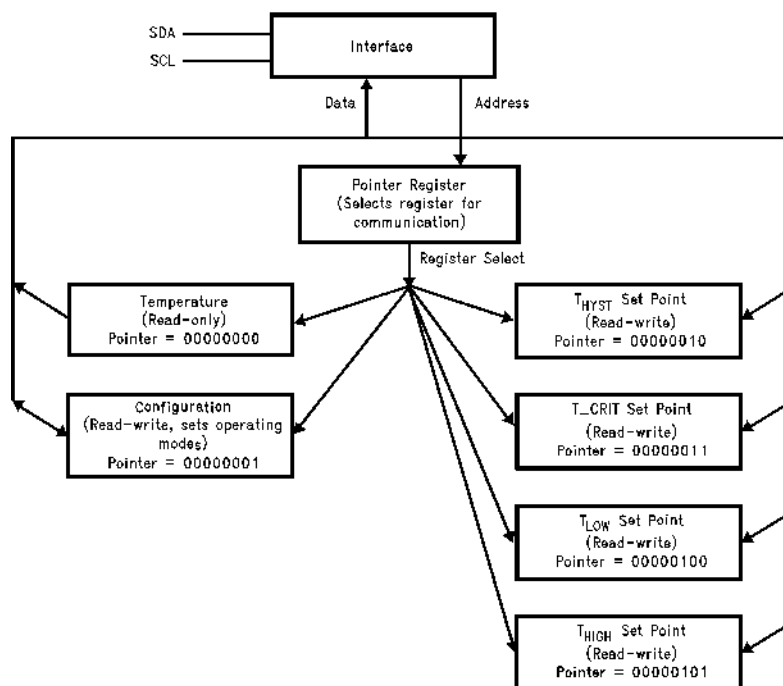 SDA
SCL
Interface
Data
Address
Pointer Register
(Selects register for
communication)
Register Select
Temperature
(Read-only)
Pointer = 00000000
Configuration
(Read-write, sets operating
modes)
Pointer = 00000001
THYST Set Point
(Read-write)
Pointer = 00000010
T_CRIT Set Point
(Read-write)
Pointer = 00000011
TLOW Set Point
(Read-write)
Pointer = 00000100
THIGH Set Point
(Read-write)
Pointer = 00000101